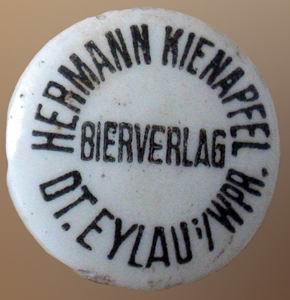 HERMANN KIENAPFEL
BIERVERLAG
DT. EYLAU i/WPR.